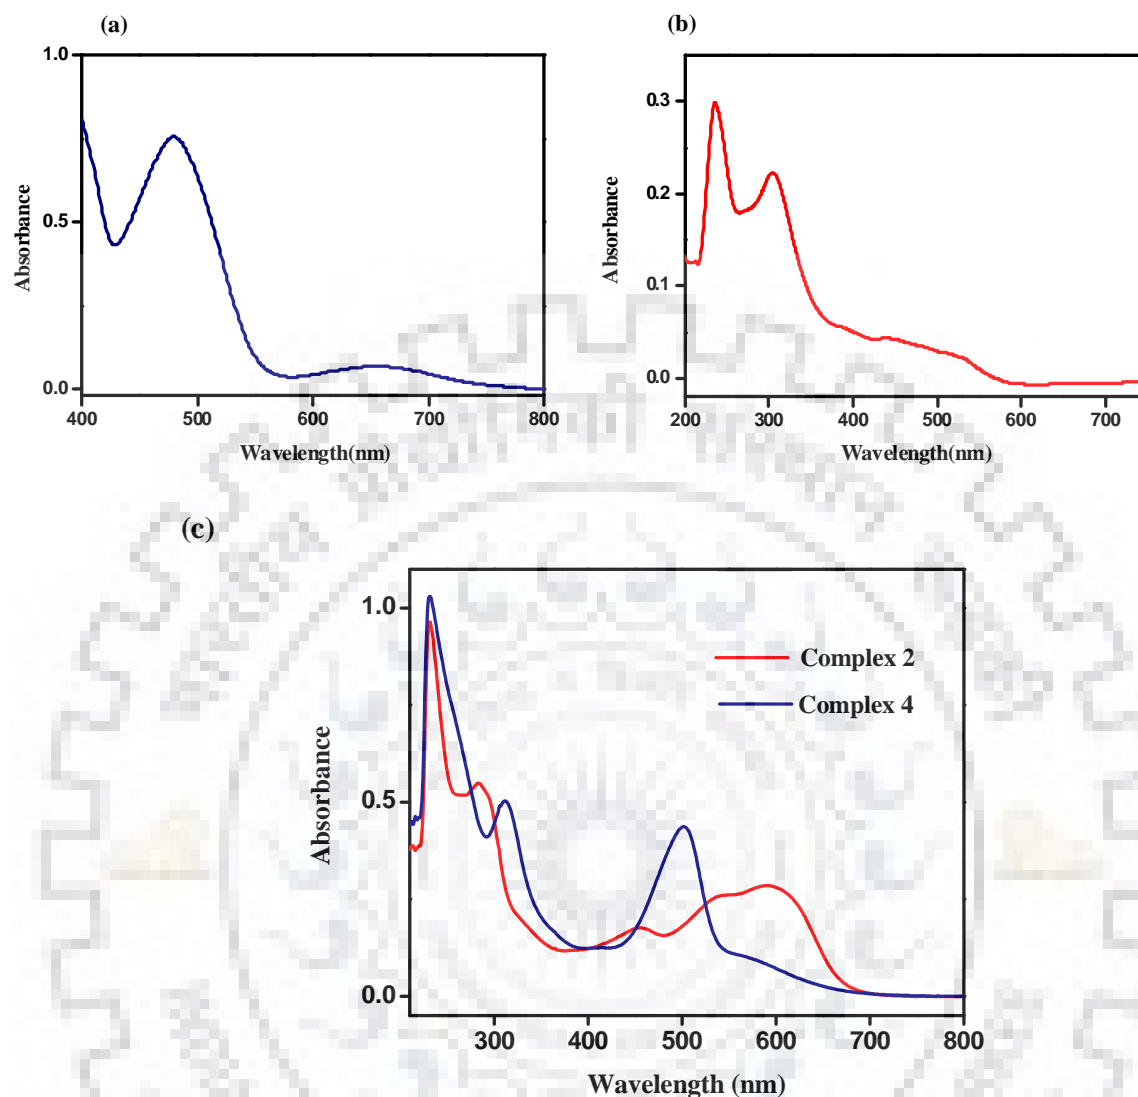 (a)
(b)
1.0
0.5
0.0
Absorbance
400 500 600 700 800
Wavelength(nm)
0.3
0.2
0.1
0.0
Absorbance
200 300 400 500 600 700
Wavelength(nm)
(c)
1.0
0.5
0.0
Absorbance
Complex 2
Complex 4
300 400 500 600 700 800
Wavelength (nm)